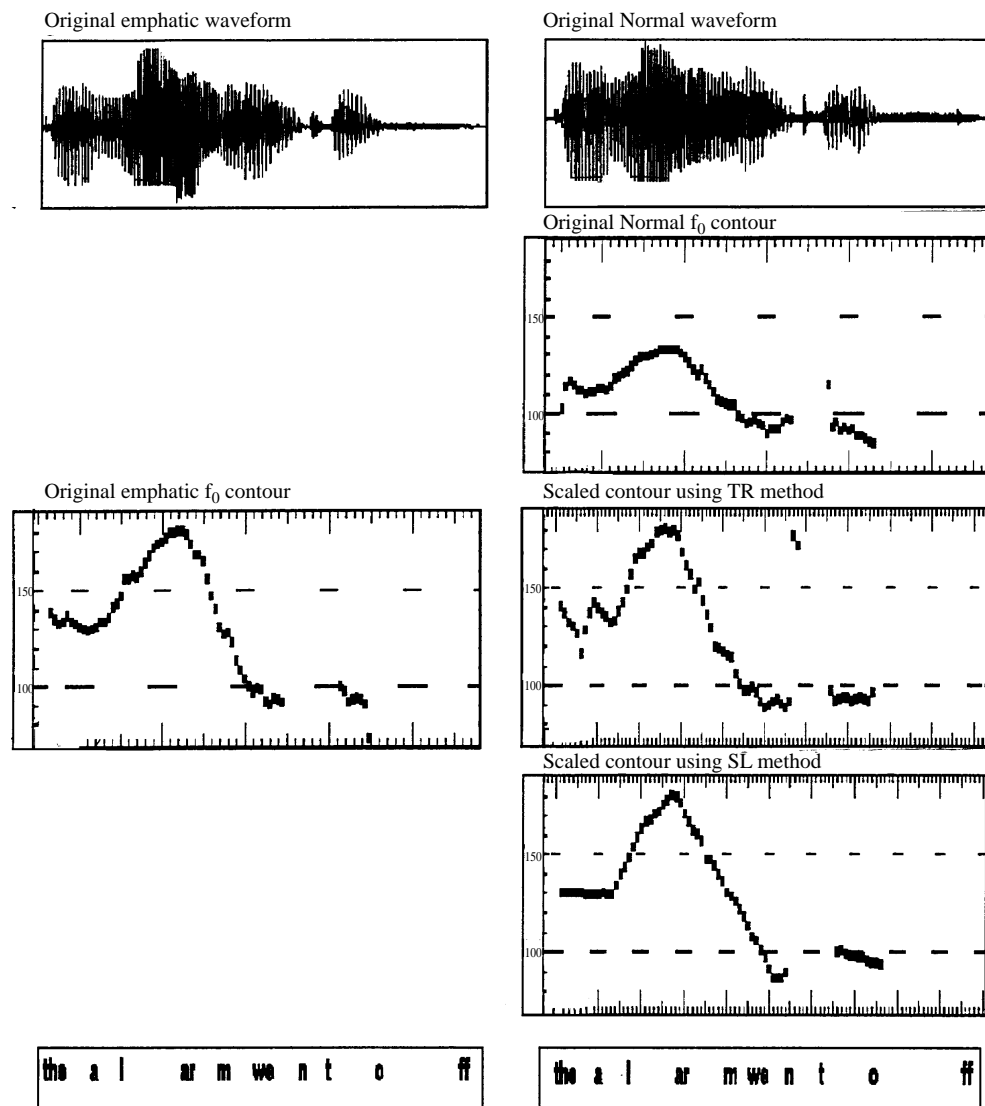 Original emphatic waveform
Original Normal waveform
Original Normal f0 contour
150
100
Original emphatic f0 contour
150
100
Scaled contour using TR method
150
100
Scaled contour using SL method
150
100
the a l ar m we n t o ff
the a l ar m we n t o ff